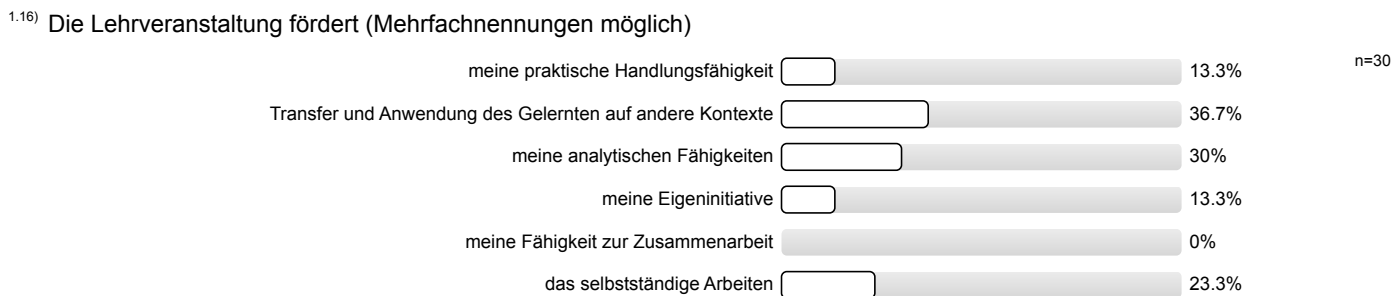 1.16) Die Lehrveranstaltung fördert (Mehrfachnennungen möglich)
n=30
meine praktische Handlungsfähigkeit 13.3%
Transfer und Anwendung des Gelernten auf andere Kontexte 36.7%
meine analytischen Fähigkeiten 30%
meine Eigeninitiative 13.3%
meine Fähigkeit zur Zusammenarbeit 0%
das selbstständige Arbeiten 23.3%